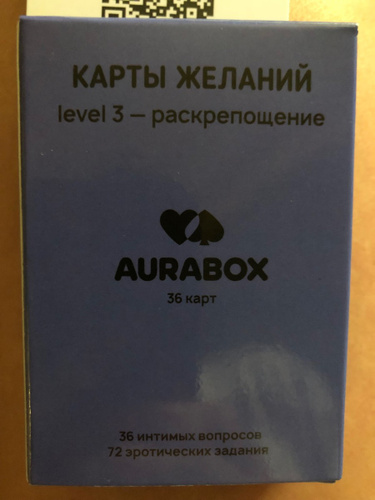 КАРТЫ ЖЕЛАНИЙ
level 3 — раскрепощение
AURABOX
36 карт
36 интимных вопросов
72 эротических задания